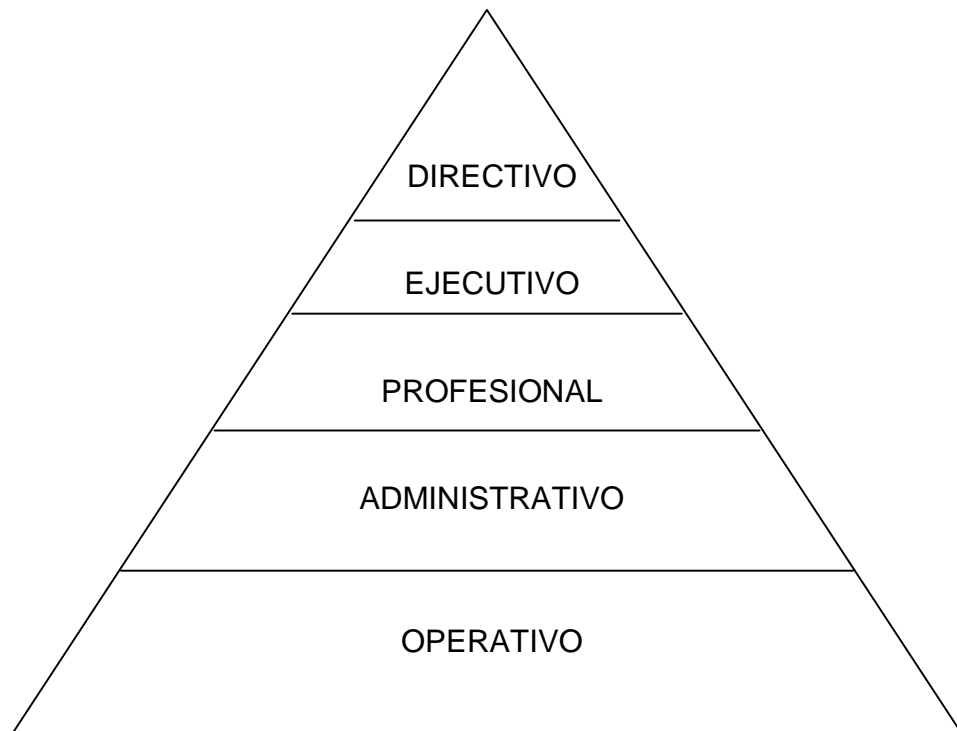 DIRECTIVO
EJECUTIVO
PROFESIONAL
ADMINISTRATIVO
OPERATIVO